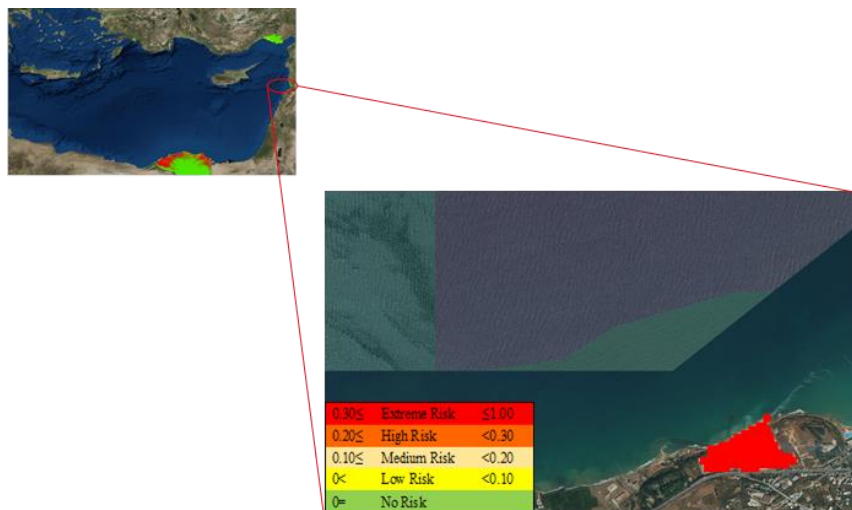 0.30≤ Extreme Risk ≤1.00
0.20≤ High Risk <0.30
0.10≤ Medium Risk <0.20
0< Low Risk <0.10
0= No Risk